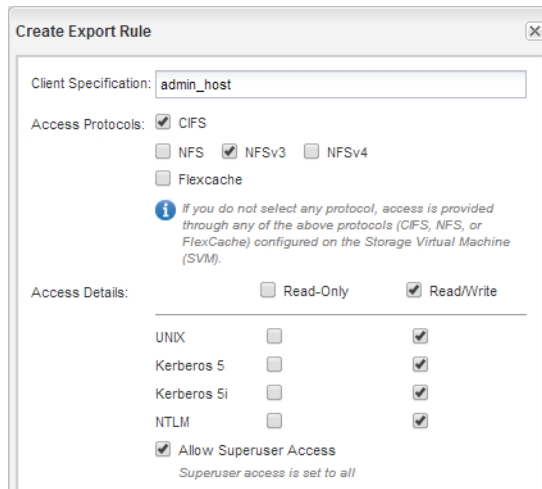 Create Export Rule
Client Specification: admin_host
Access Protocols: CIFS
NFS NFSv3 NFSv4
Flexcache
If you do not select any protocol, access is provided
through any of the above protocols (CIFS, NFS, or
FlexCache) configured on the Storage Virtual Machine
(SVM).
Access Details: Read-Only Read/Write
UNIX
Kerberos 5
Kerberos 5i
NTLM
Allow Superuser Access
Superuser access is set to all